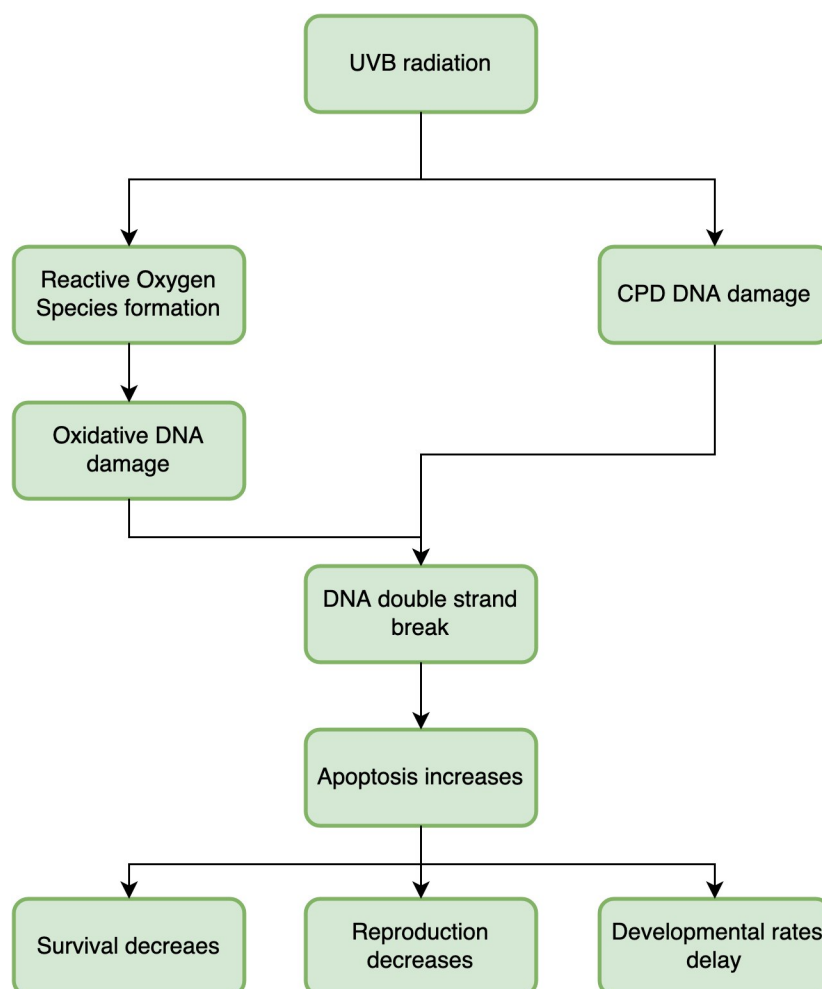 UVB radiation
Reactive Oxygen
Species formation
CPD DNA damage
Oxidative DNA
damage
DNA double strand
break
Apoptosis increases
Survival decreaes
Reproduction
decreases
Developmental rates
delay